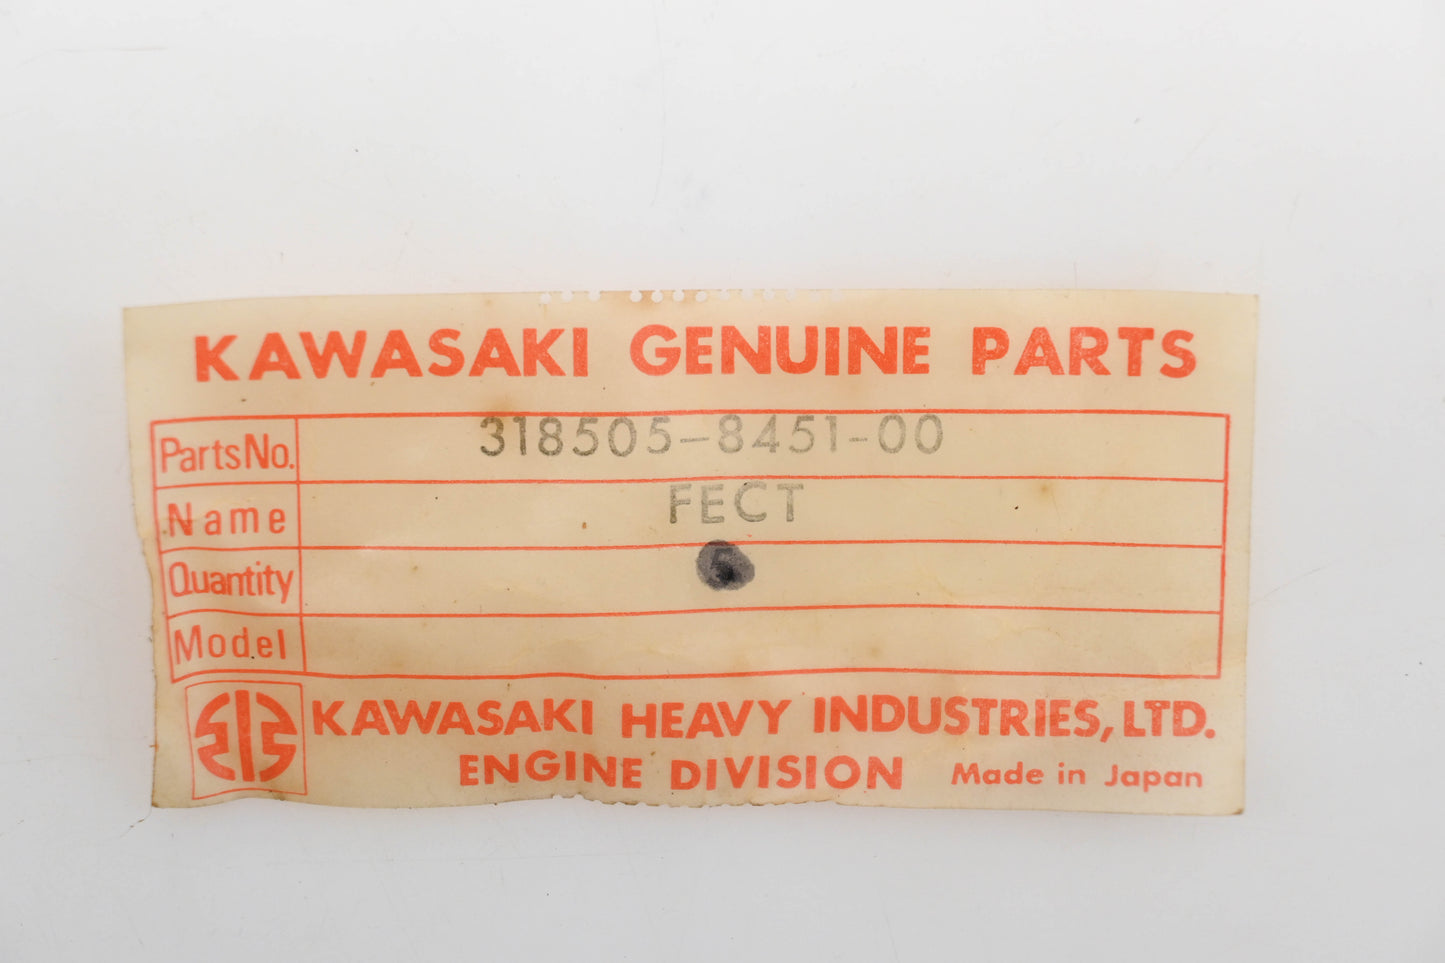 KAWASAKI GENUINE PARTS
Parts No. 318505-8451-00
Name FECT
Quantity
Model
KAWASAKI HEAVY INDUSTRIES, LTD.
ENGINE DIVISION Made in Japan